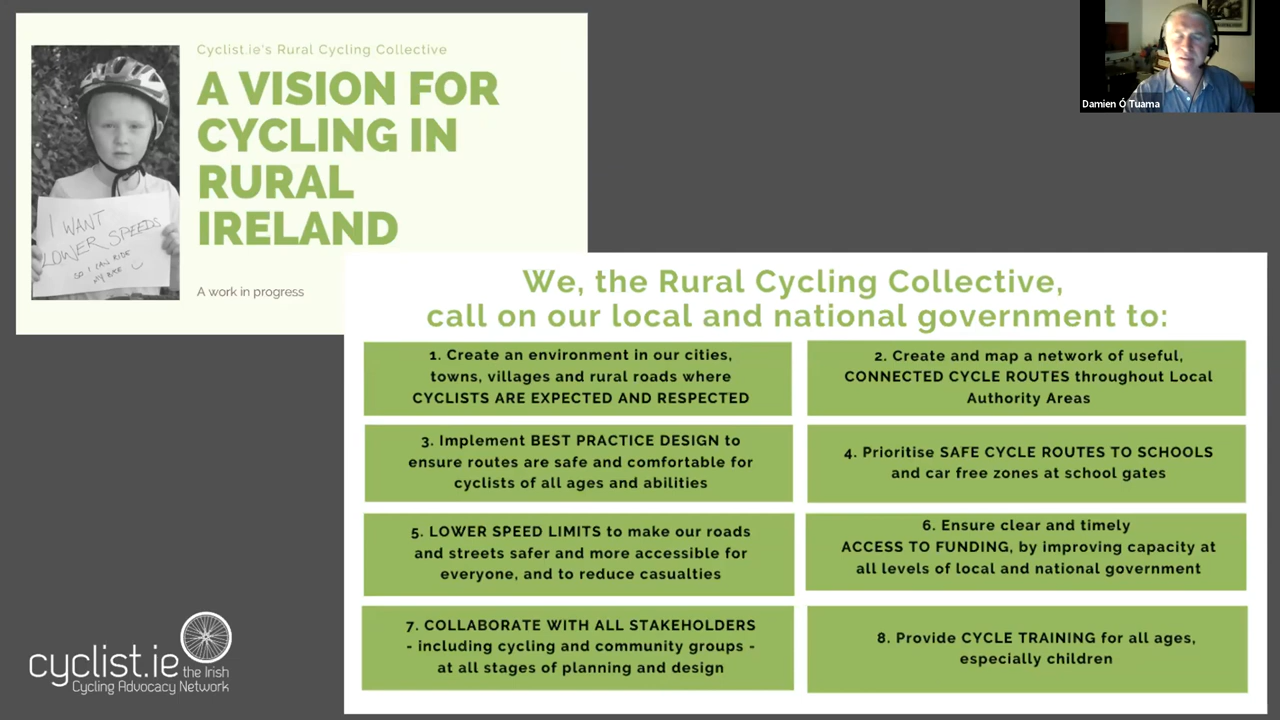 Cyclist.ie's Rural Cycling Collective
A VISION FOR
CYCLING IN
RURAL
IRELAND
I WANT
LOWER SPEEDS
SO I CAN RIDE
MY BIKE
A work in progress
Damien Ó Tuama
We, the Rural Cycling Collective,
call on our local and national government to:
1. Create an environment in our cities,
towns, villages and rural roads where
CYCLISTS ARE EXPECTED AND RESPECTED
2. Create and map a network of useful,
CONNECTED CYCLE ROUTES throughout Local
Authority Areas
3. Implement BEST PRACTICE DESIGN to
ensure routes are safe and comfortable for
cyclists of all ages and abilities
4. Prioritise SAFE CYCLE ROUTES TO SCHOOLS
and car free zones at school gates
5. LOWER SPEED LIMITS to make our roads
and streets safer and more accessible for
everyone, and to reduce casualties
6. Ensure clear and timely
ACCESS TO FUNDING, by improving capacity at
all levels of local and national government
7. COLLABORATE WITH ALL STAKEHOLDERS
- including cycling and community groups -
at all stages of planning and design
8. Provide CYCLE TRAINING for all ages,
especially children
cyclist.ie the Irish
Cycling Advocacy Network